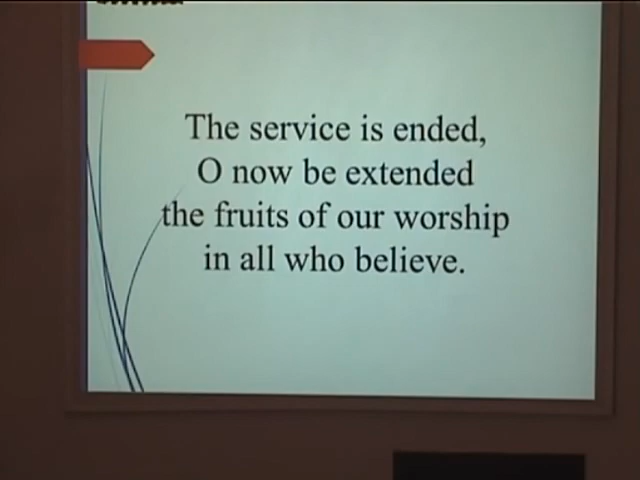 The service is ended,
O now be extended
the fruits of our worship
in all who believe.